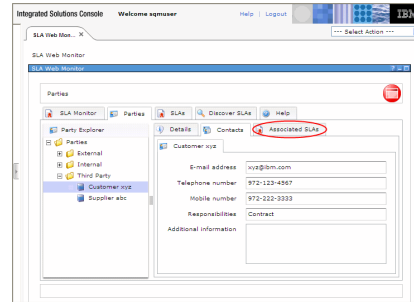 Integrated Solutions Console Welcome sqmuser Help | Logout IBM
SLA Web Mon... × --- Select Action ---
SLA Web Monitor
SLA Web Monitor
Parties
SLA Monitor Parties SLAs Discover SLAs Help
Party Explorer Details Contacts Associated SLAs
Parties Customer xyz
External
Internal
Third Party
Customer xyz
Supplier abc
E-mail address xyz@ibm.com
Telephone number 972-123-4567
Mobile number 972-222-3333
Responsibilities Contract
Additional information